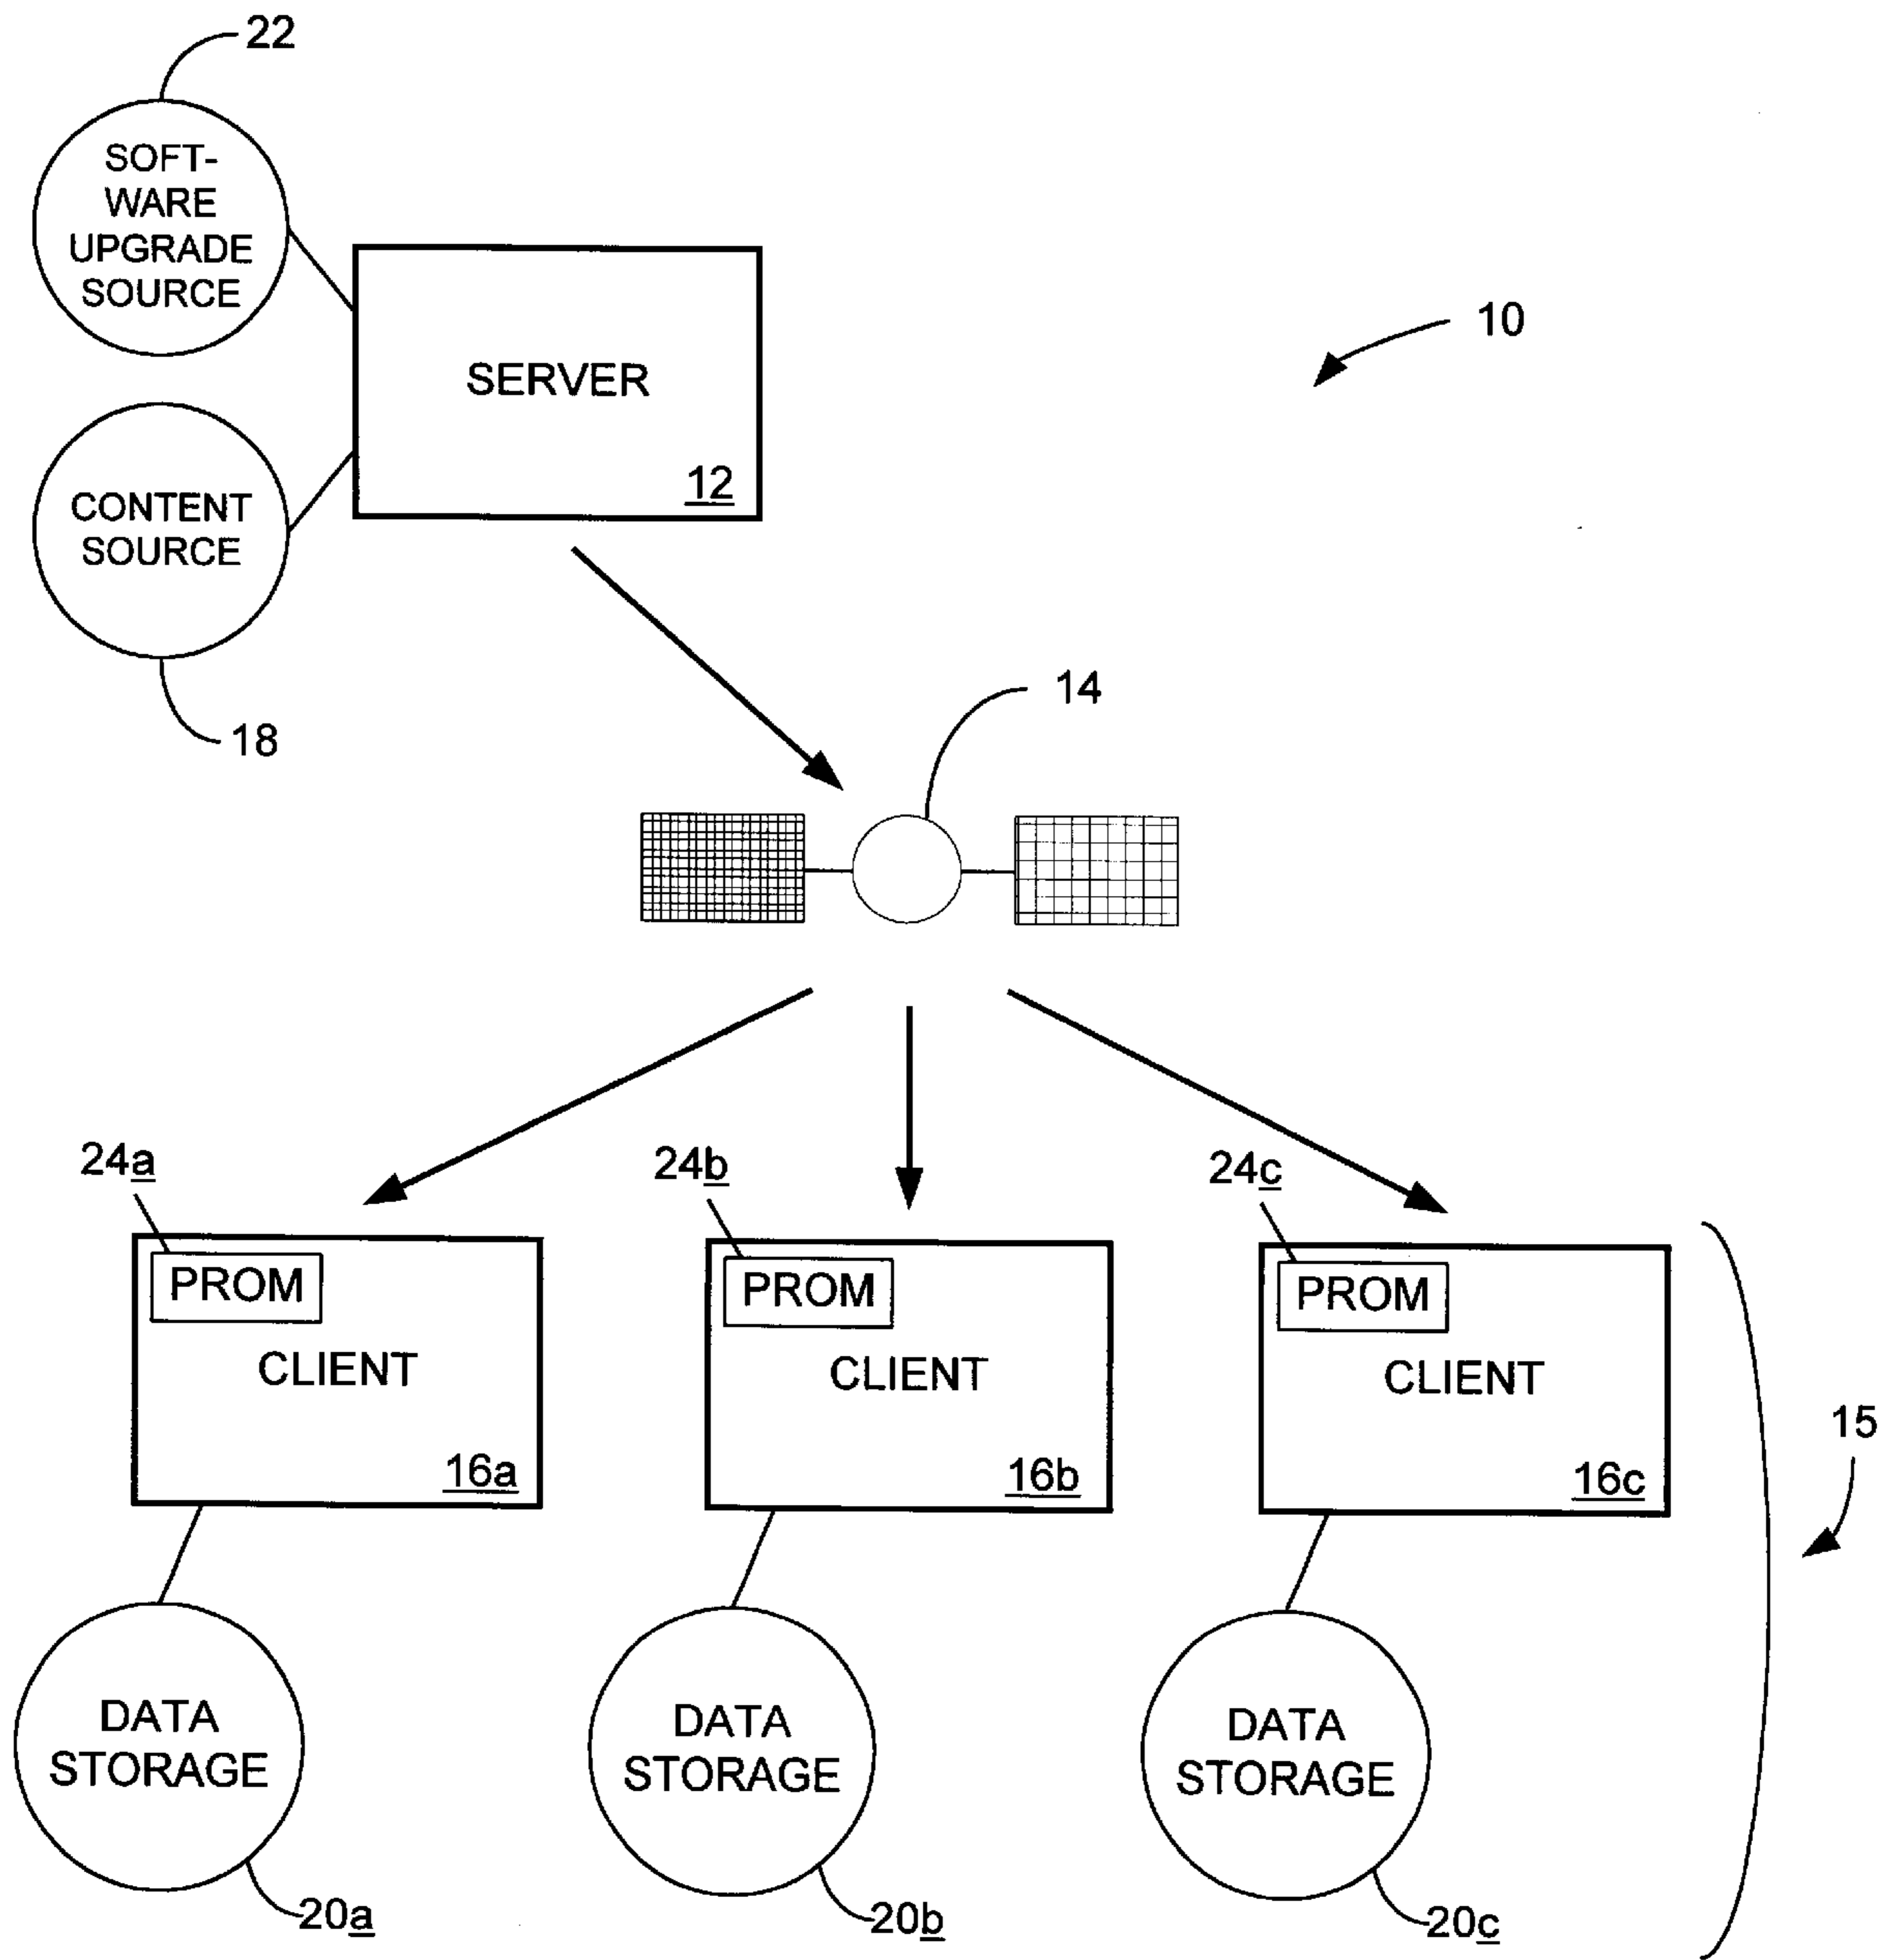 22
SOFT-
WARE
UPGRADE
SOURCE
10
SERVER
12
CONTENT
SOURCE
18
14
24a
24b
24c
PROM
PROM
PROM
CLIENT
CLIENT
CLIENT
15
16a
16b
16c
DATA
STORAGE
DATA
STORAGE
DATA
STORAGE
20a
20b
20c